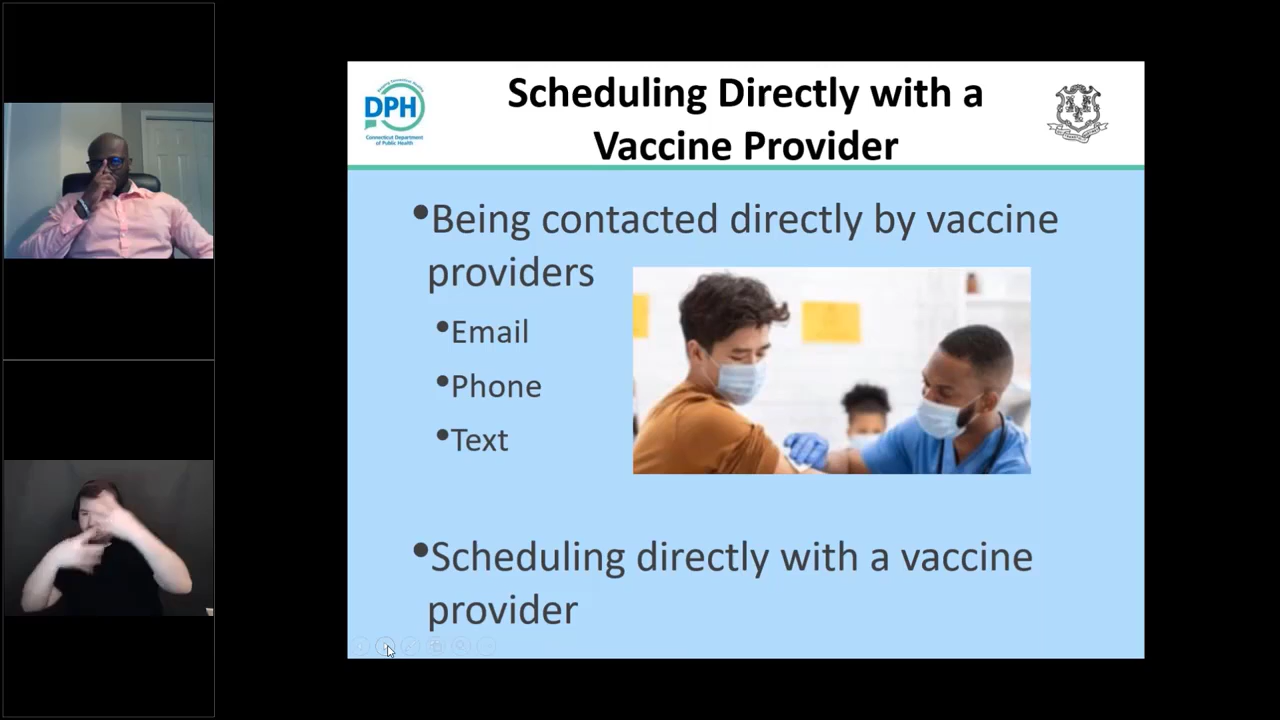 DPH
Connecticut Department
of Public Health
Scheduling Directly with a
Vaccine Provider
•Being contacted directly by vaccine
providers
•Email
•Phone
•Text
•Scheduling directly with a vaccine
provider